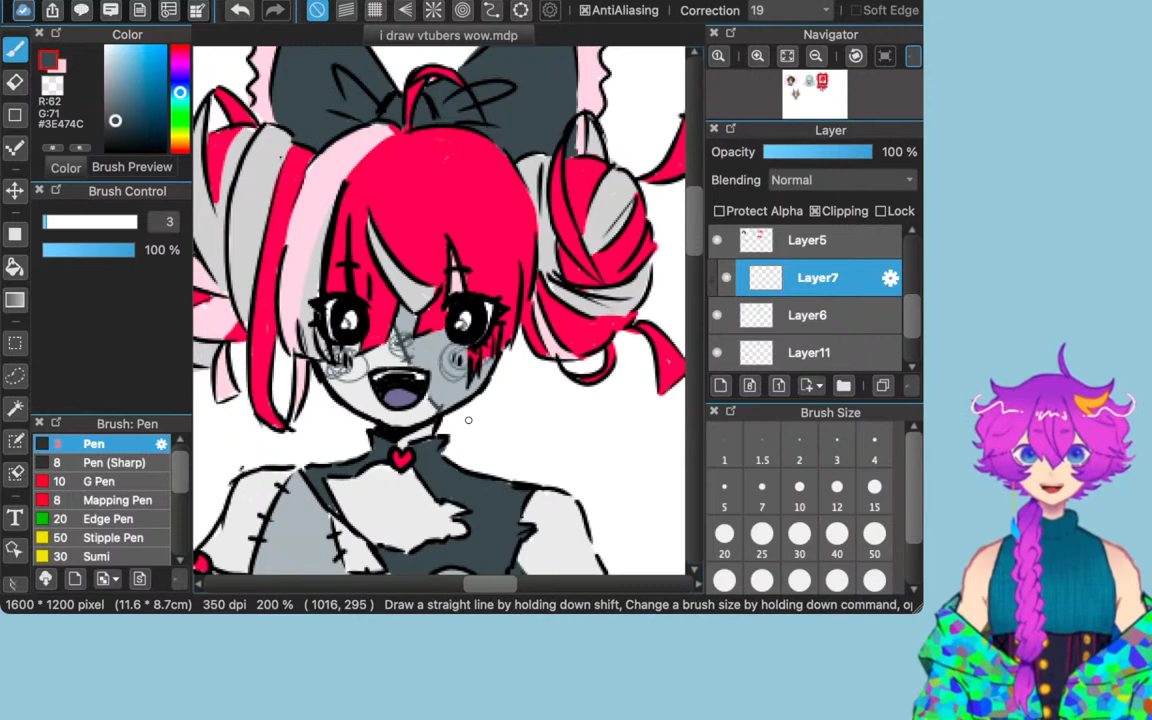 AntiAliasing
Correction
19
Soft Edge
Color
i draw vtubers wow.mdp
Navigator
R:62
G:71
#3E474C
Color
Brush Preview
Brush Control
3
100 %
Layer
Opacity
100 %
Blending
Normal
Protect Alpha
Clipping
Lock
Layer5
Layer7
Layer6
Layer11
Brush: Pen
3
Pen
8
Pen (Sharp)
10
G Pen
8
Mapping Pen
20
Edge Pen
50
Stipple Pen
30
Sumi
Brush Size
1
1.5
2
3
4
5
7
10
12
15
20
25
30
40
50
1600 * 1200 pixel
(11.6 * 8.7cm)
350 dpi
200 %
( 1016, 295 )
Draw a straight line by holding down shift, Change a brush size by holding down command, o